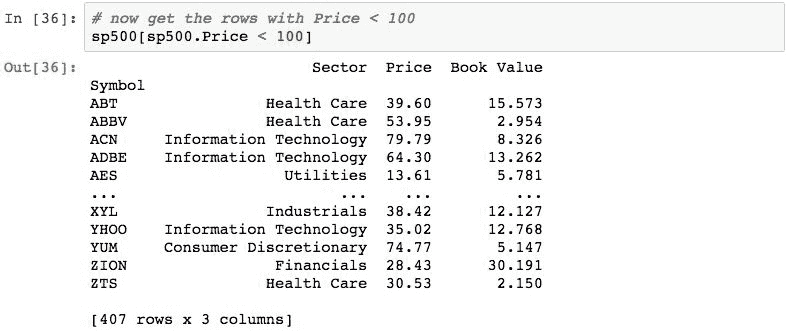 In [36]: # now get the rows with Price < 100
sp500[sp500.Price < 100]
Out[36]: Sector Price Book Value
Symbol
ABT Health Care 39.60 15.573
ABBV Health Care 53.95 2.954
ACN Information Technology 79.79 8.326
ADBE Information Technology 64.30 13.262
AES Utilities 13.61 5.781
... ... ... ...
XYL Industrials 38.42 12.127
YHOO Information Technology 35.02 12.768
YUM Consumer Discretionary 74.77 5.147
ZION Financials 28.43 30.191
ZTS Health Care 30.53 2.150
[407 rows x 3 columns]